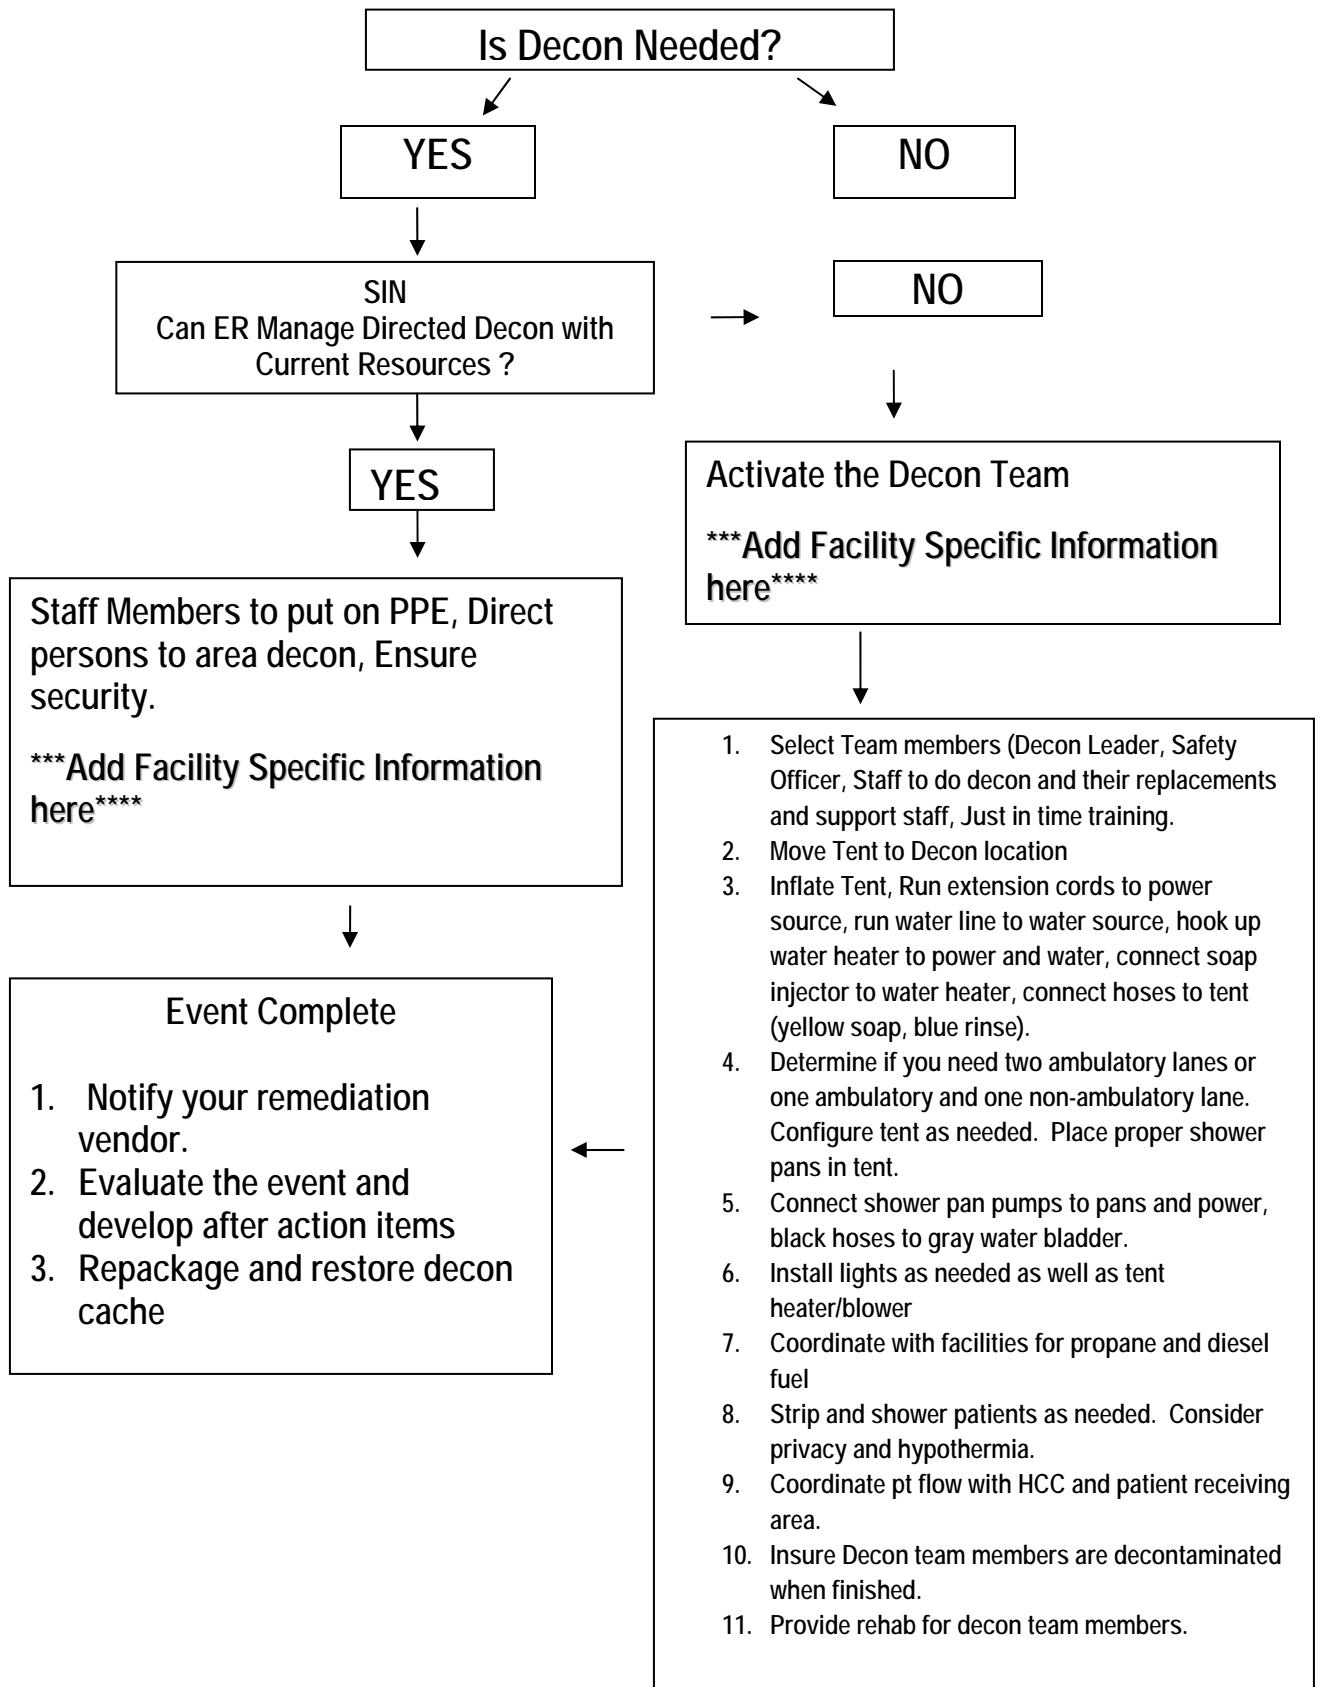 Is Decon Needed?
YES
NO
SIN
Can ER Manage Directed Decon with
Current Resources ?
NO
YES
Activate the Decon Team
***Add Facility Specific Information
here****
Staff Members to put on PPE, Direct
persons to area decon, Ensure
security.
***Add Facility Specific Information
here****
1. Select Team members (Decon Leader, Safety
Officer, Staff to do decon and their replacements
and support staff, Just in time training.
2. Move Tent to Decon location
3. Inflate Tent, Run extension cords to power
source, run water line to water source, hook up
water heater to power and water, connect soap
injector to water heater, connect hoses to tent
(yellow soap, blue rinse).
4. Determine if you need two ambulatory lanes or
one ambulatory and one non-ambulatory lane.
Configure tent as needed. Place proper shower
pans in tent.
5. Connect shower pan pumps to pans and power,
black hoses to gray water bladder.
6. Install lights as needed as well as tent
heater/blower
7. Coordinate with facilities for propane and diesel
fuel
8. Strip and shower patients as needed. Consider
privacy and hypothermia.
9. Coordinate pt flow with HCC and patient receiving
area.
10. Insure Decon team members are decontaminated
when finished.
11. Provide rehab for decon team members.
Event Complete
1. Notify your remediation
vendor.
2. Evaluate the event and
develop after action items
3. Repackage and restore decon
cache